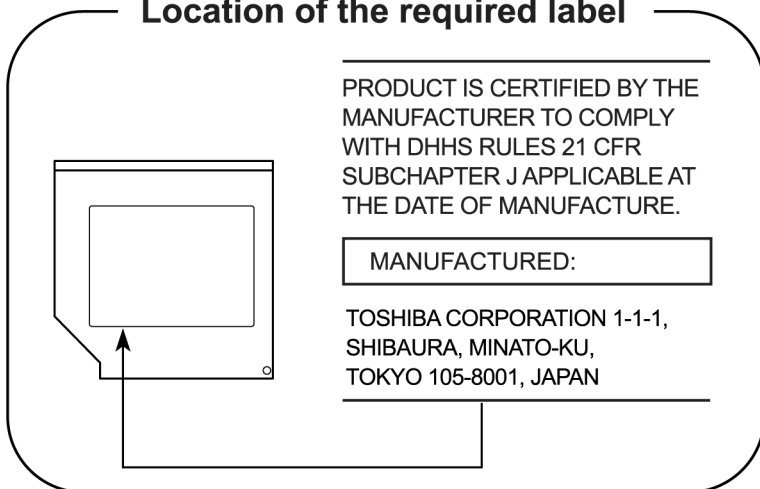 Location of the required label
PRODUCT IS CERTIFIED BY THE
MANUFACTURER TO COMPLY
WITH DHHS RULES 21 CFR
SUBCHAPTER J APPLICABLE AT
THE DATE OF MANUFACTURE.
MANUFACTURED:
TOSHIBA CORPORATION 1-1-1,
SHIBAURA, MINATO-KU,
TOKYO 105-8001, JAPAN